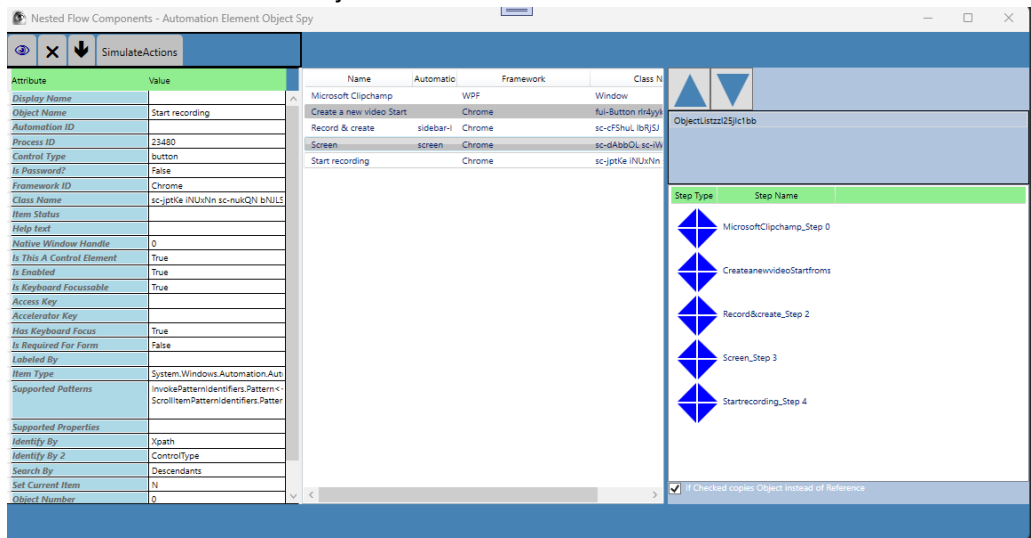 Nested Flow Components - Automation Element Object Spy
SimulateActions
Attribute Value
Display Name
Object Name Start recording
Automation ID
Process ID 23480
Control Type button
Is Password? False
Framework ID Chrome
Class Name sc-jptKe iNUxNn sc-nukQN bNJLS
Item Status
Help text
Native Window Handle 0
Is This A Control Element True
Is Enabled True
Is Keyboard Focussable True
Access Key
Accelerator Key
Has Keyboard Focus True
Is Required For Form False
Labeled By
Item Type System.Windows.Automation.Aut
Supported Patterns InvokePatternIdentifiers.Pattern<-
ScrollItemPatternIdentifiers.Patter
Supported Properties
Identify By Xpath
Identify By 2 ControlType
Search By Descendants
Set Current Item N
Object Number 0
Name Automatio Framework Class N
Microsoft Clipchamp WPF Window
Create a new video Start Chrome fui-Button rlr4yyk
Record & create sidebar-l Chrome sc-cFShuL lbRJSJ
Screen screen Chrome sc-dAbbOL sc-iW
Start recording Chrome sc-jptKe iNUxNn
ObjectListzzl25jlc1bb
Step Type Step Name
MicrosoftClipchamp_Step 0
CreateanewvideoStartfroms
Record&create_Step 2
Screen_Step 3
Startrecording_Step 4
If Checked copies Object instead of Reference